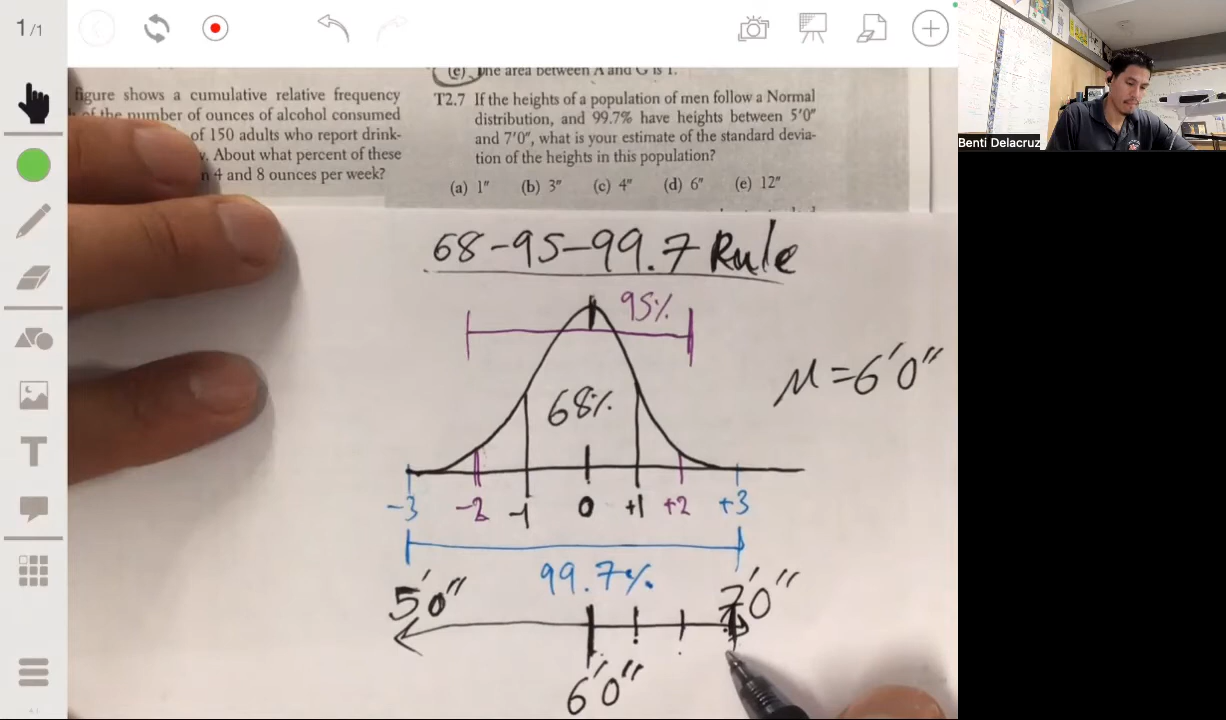 1/1
(e) The area between A and G is 1.
figure shows a cumulative relative frequency
of the number of ounces of alcohol consumed
of 150 adults who report drink-
About what percent of these
n 4 and 8 ounces per week?
T2.7 If the heights of a population of men follow a Normal
distribution, and 99.7% have heights between 5'0"
and 7'0", what is your estimate of the standard devia-
tion of the heights in this population?
(a) 1" (b) 3" (c) 4" (d) 6" (e) 12"
68-95-99.7 Rule
95%
68%
μ=6'0"
-3 -2 -1 0 +1 +2 +3
99.7%
5'0" 7'0"
6'0"
T
Benti Delacruz